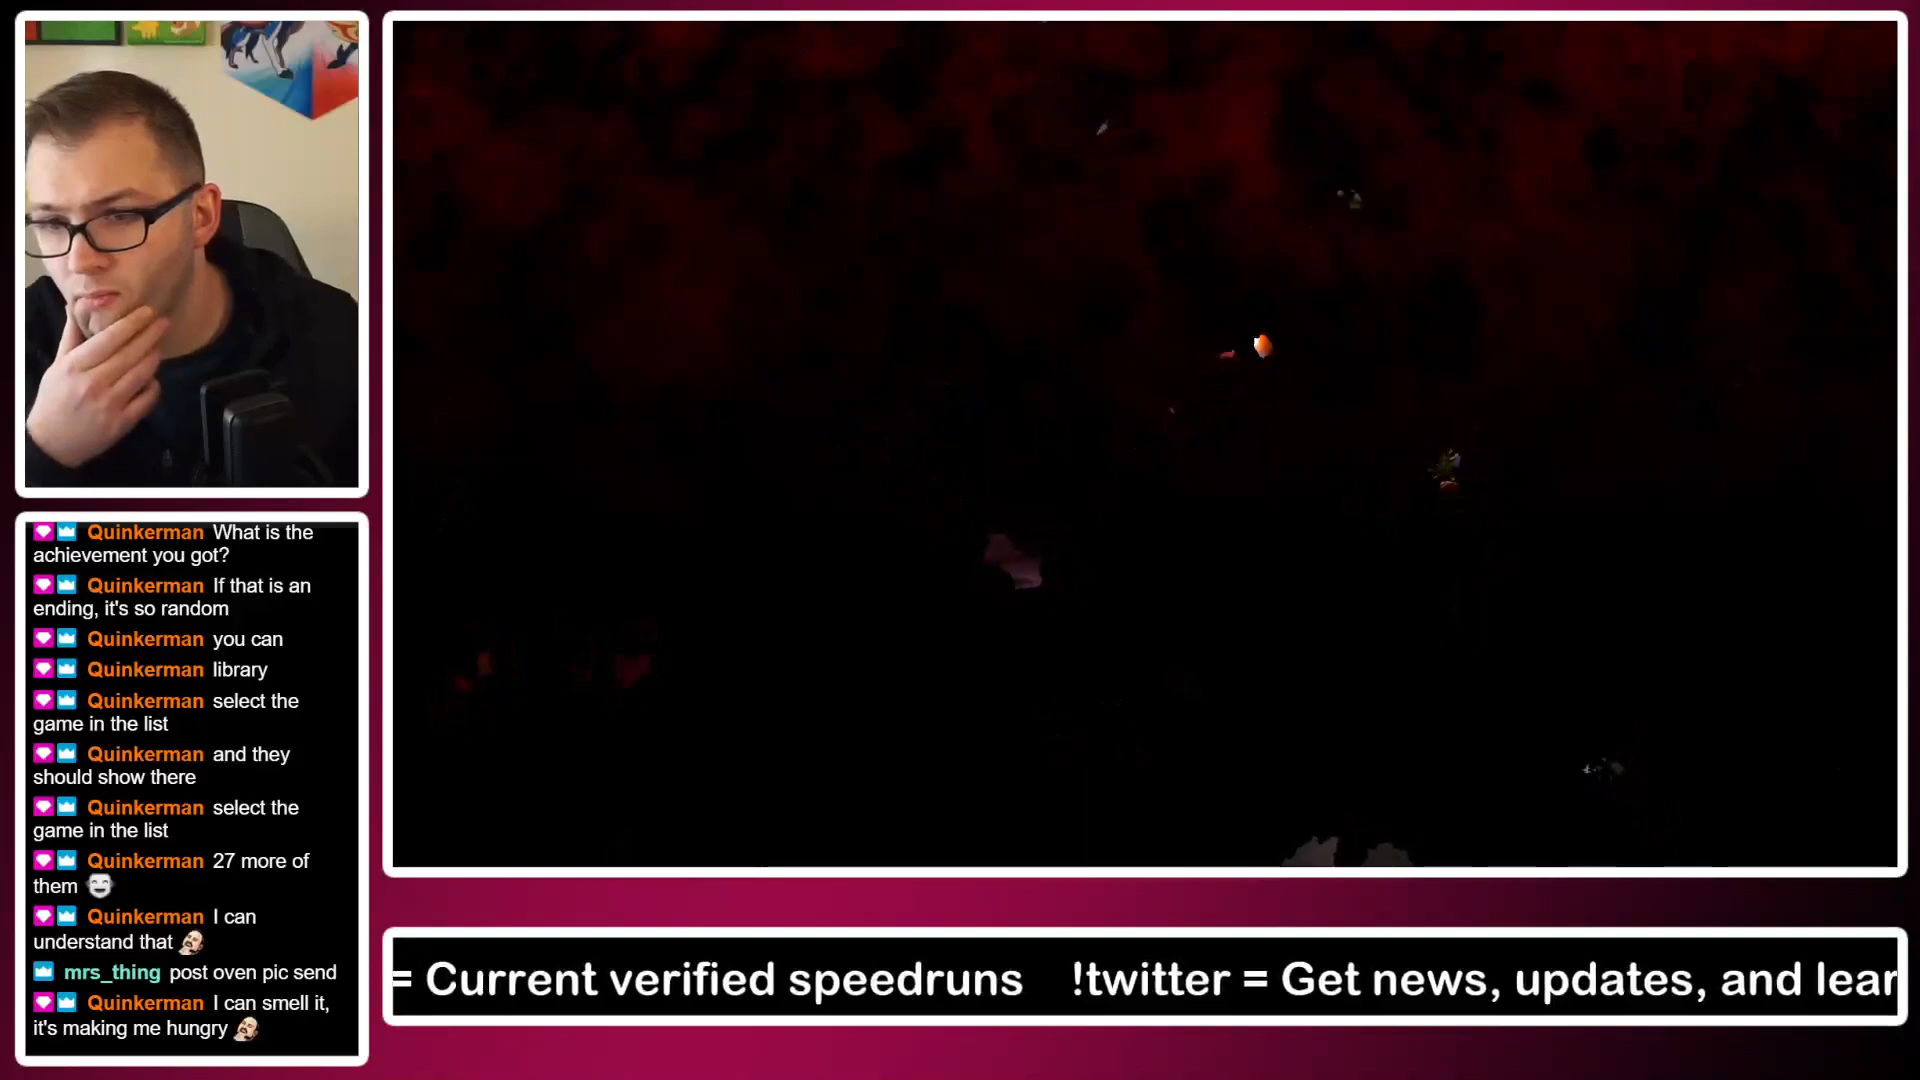 Quinkerman What is the
achievement you got?
Quinkerman If that is an
ending, it's so random
Quinkerman you can
Quinkerman library
Quinkerman select the
game in the list
Quinkerman and they
should show there
Quinkerman select the
game in the list
Quinkerman 27 more of
them
Quinkerman I can
understand that
mrs_thing post oven pic send
Quinkerman I can smell it,
it's making me hungry
= Current verified speedruns !twitter = Get news, updates, and lear